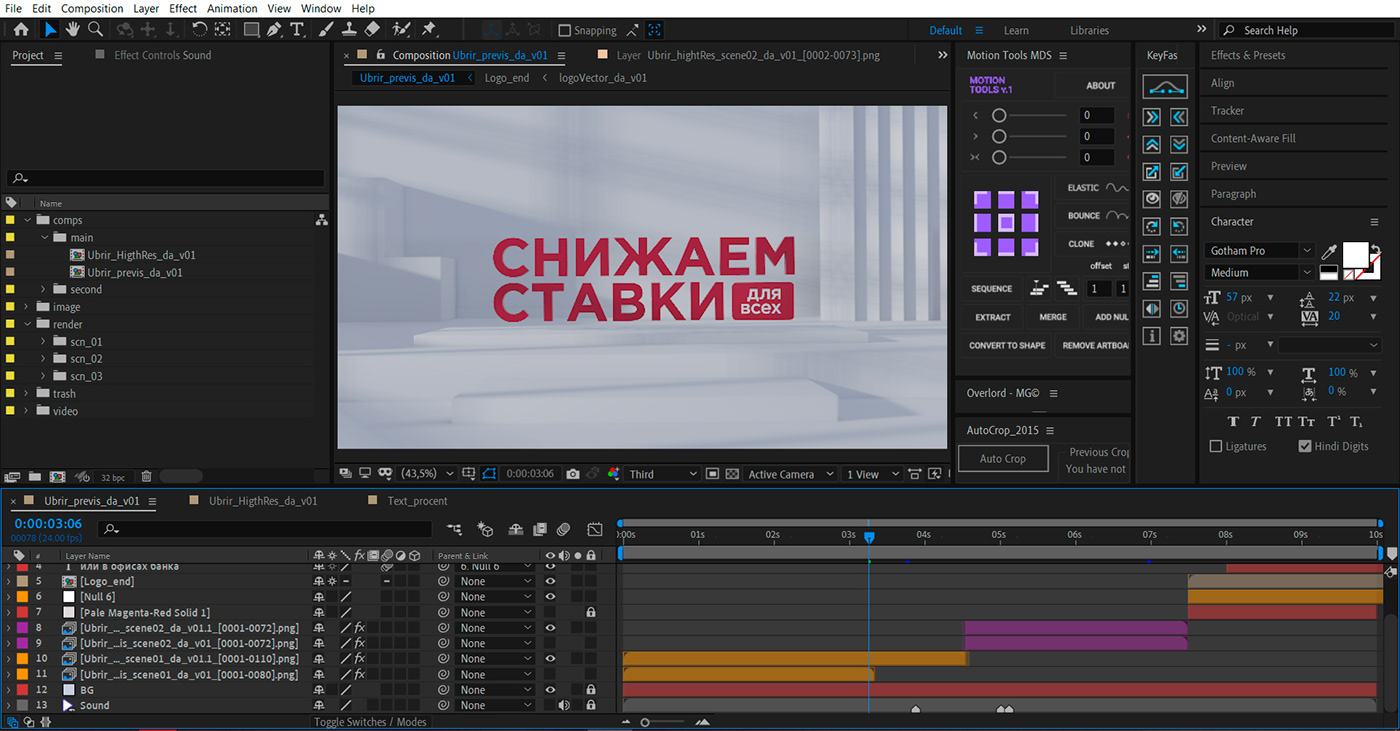 File Edit Composition Layer Effect Animation View Window Help
Snapping
Default Learn Libraries
Search Help
Project Effect Controls Sound
Composition Ubrir_previs_da_v01
Layer Ubrir_hightRes_scene02_da_v01_[0002-0073].png
Ubrir_previs_da_v01 Logo_end logoVector_da_v01
Name
comps
main
Ubrir_HigthRes_da_v01
Ubrir_previs_da_v01
second
image
render
scn_01
scn_02
scn_03
trash
video
32 bpc
СНИЖАЕМ
СТАВКИ для
всех
(43,5%) 0:00:03:06 Third Active Camera 1 View
Motion Tools MDS
MOTION
TOOLS v.1
ABOUT
0
0
0
ELASTIC
BOUNCE
CLONE
offset
SEQUENCE 1 1
EXTRACT MERGE ADD NUL
CONVERT TO SHAPE REMOVE ARTBOA
Overlord - MG©
AutoCrop_2015
Auto Crop
Previous Crop
You have not
KeyFas
Effects & Presets
Align
Tracker
Content-Aware Fill
Preview
Paragraph
Character
Gotham Pro
Medium
57 px 22 px
Optical 20
- px
100 % 100 %
0 px 0 %
T T TT Tт T¹ T₁
Ligatures Hindi Digits
Ubrir_previs_da_v01 Ubrir_HigthRes_da_v01 Text_procent
0:00:03:06
00078 (24.00 fps)
# Layer Name Parent & Link
:00s 01s 02s 03s 04s 05s 06s 07s 08s 09s 10s
4 T или в офисах банка 6. Null 6
5 [Logo_end] None
6 [Null 6] None
7 [Pale Magenta-Red Solid 1] None
8 [Ubrir_..._scene02_da_v01.1_[0001-0072].png] None
9 [Ubrir_...is_scene02_da_v01_[0001-0072].png] None
10 [Ubrir_..._scene01_da_v01.1_[0001-0110].png] None
11 [Ubrir_...is_scene01_da_v01_[0001-0080].png] None
12 BG None
13 Sound None
Toggle Switches / Modes